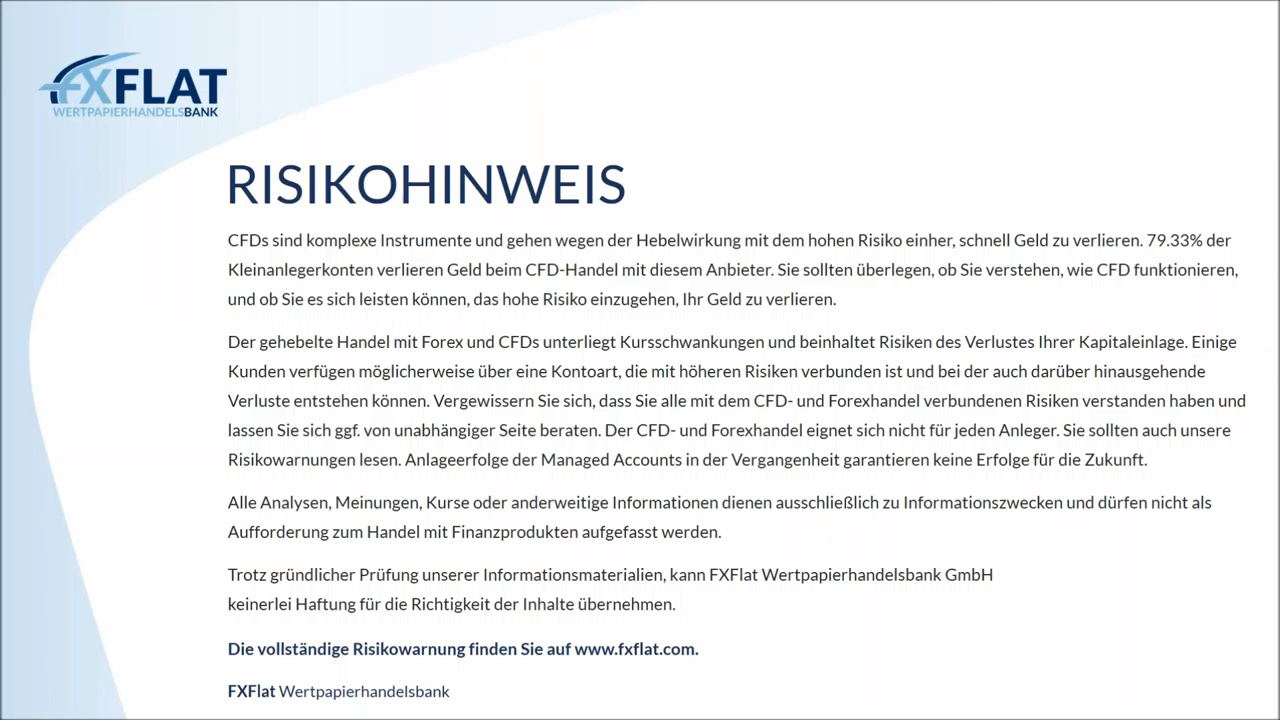 FXFLAT
WERTPAPIERHANDELSBANK
RISIKOHINWEIS
CFDs sind komplexe Instrumente und gehen wegen der Hebelwirkung mit dem hohen Risiko einher, schnell Geld zu verlieren. 79.33% der
Kleinanlegerkonten verlieren Geld beim CFD-Handel mit diesem Anbieter. Sie sollten überlegen, ob Sie verstehen, wie CFD funktionieren,
und ob Sie es sich leisten können, das hohe Risiko einzugehen, Ihr Geld zu verlieren.
Der gehebelte Handel mit Forex und CFDs unterliegt Kursschwankungen und beinhaltet Risiken des Verlustes Ihrer Kapitaleinlage. Einige
Kunden verfügen möglicherweise über eine Kontoart, die mit höheren Risiken verbunden ist und bei der auch darüber hinausgehende
Verluste entstehen können. Vergewissern Sie sich, dass Sie alle mit dem CFD- und Forexhandel verbundenen Risiken verstanden haben und
lassen Sie sich ggf. von unabhängiger Seite beraten. Der CFD- und Forexhandel eignet sich nicht für jeden Anleger. Sie sollten auch unsere
Risikowarnungen lesen. Anlageerfolge der Managed Accounts in der Vergangenheit garantieren keine Erfolge für die Zukunft.
Alle Analysen, Meinungen, Kurse oder anderweitige Informationen dienen ausschließlich zu Informationszwecken und dürfen nicht als
Aufforderung zum Handel mit Finanzprodukten aufgefasst werden.
Trotz gründlicher Prüfung unserer Informationsmaterialien, kann FXFlat Wertpapierhandelsbank GmbH
keinerlei Haftung für die Richtigkeit der Inhalte übernehmen.
Die vollständige Risikowarnung finden Sie auf www.fxflat.com.
FXFlat Wertpapierhandelsbank